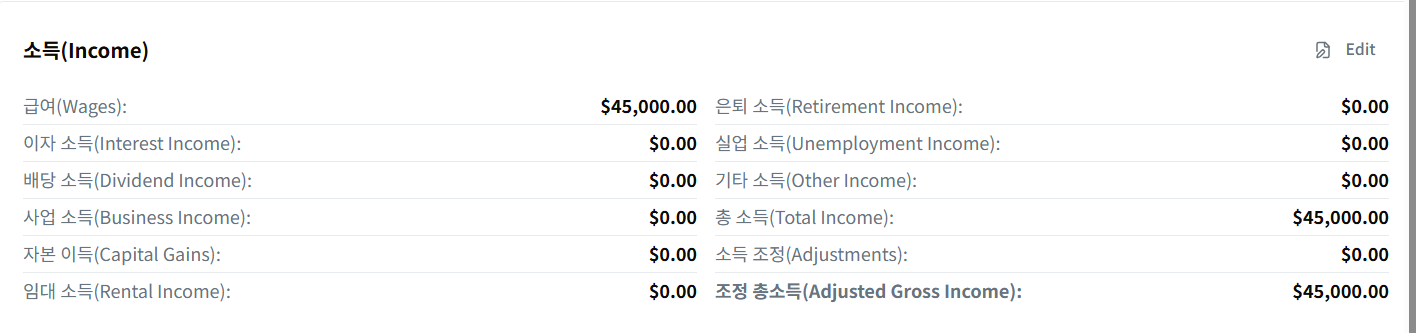 소득(Income)
Edit
급여(Wages): $45,000.00
은퇴 소득(Retirement Income): $0.00
이자 소득(Interest Income): $0.00
실업 소득(Unemployment Income): $0.00
배당 소득(Dividend Income): $0.00
기타 소득(Other Income): $0.00
사업 소득(Business Income): $0.00
총 소득(Total Income): $45,000.00
자본 이득(Capital Gains): $0.00
소득 조정(Adjustments): $0.00
임대 소득(Rental Income): $0.00
조정 총소득(Adjusted Gross Income): $45,000.00